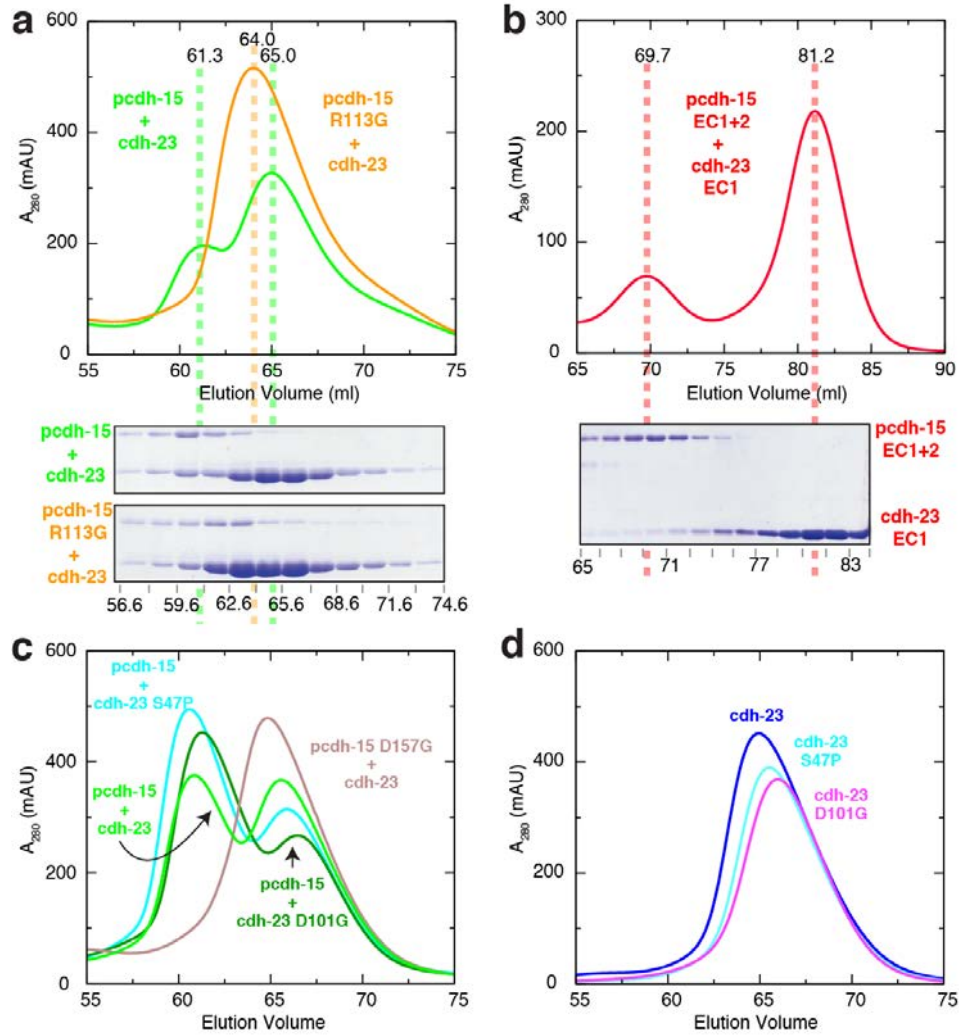 a
600
400
200
0
A280 (mAU)
61.3
64.0
65.0
pcdh-15
+
cdh-23
pcdh-15
R113G
+
cdh-23
55
60
65
70
75
Elution Volume (ml)
pcdh-15
+
cdh-23
pcdh-15
R113G
+
cdh-23
56.6
59.6
62.6
65.6
68.6
71.6
74.6
b
300
200
100
0
A280 (mAU)
69.7
81.2
pcdh-15
EC1+2
+
cdh-23
EC1
65
70
75
80
85
90
Elution Volume (ml)
pcdh-15
EC1+2
cdh-23
EC1
65
71
77
83
c
600
400
200
0
A280 (mAU)
pcdh-15
+
cdh-23 S47P
pcdh-15 D157G
+
cdh-23
pcdh-15
+
cdh-23
pcdh-15
+
cdh-23 D101G
55
60
65
70
75
Elution Volume
d
600
400
200
0
A280 (mAU)
cdh-23
cdh-23
S47P
cdh-23
D101G
55
60
65
70
75
Elution Volume